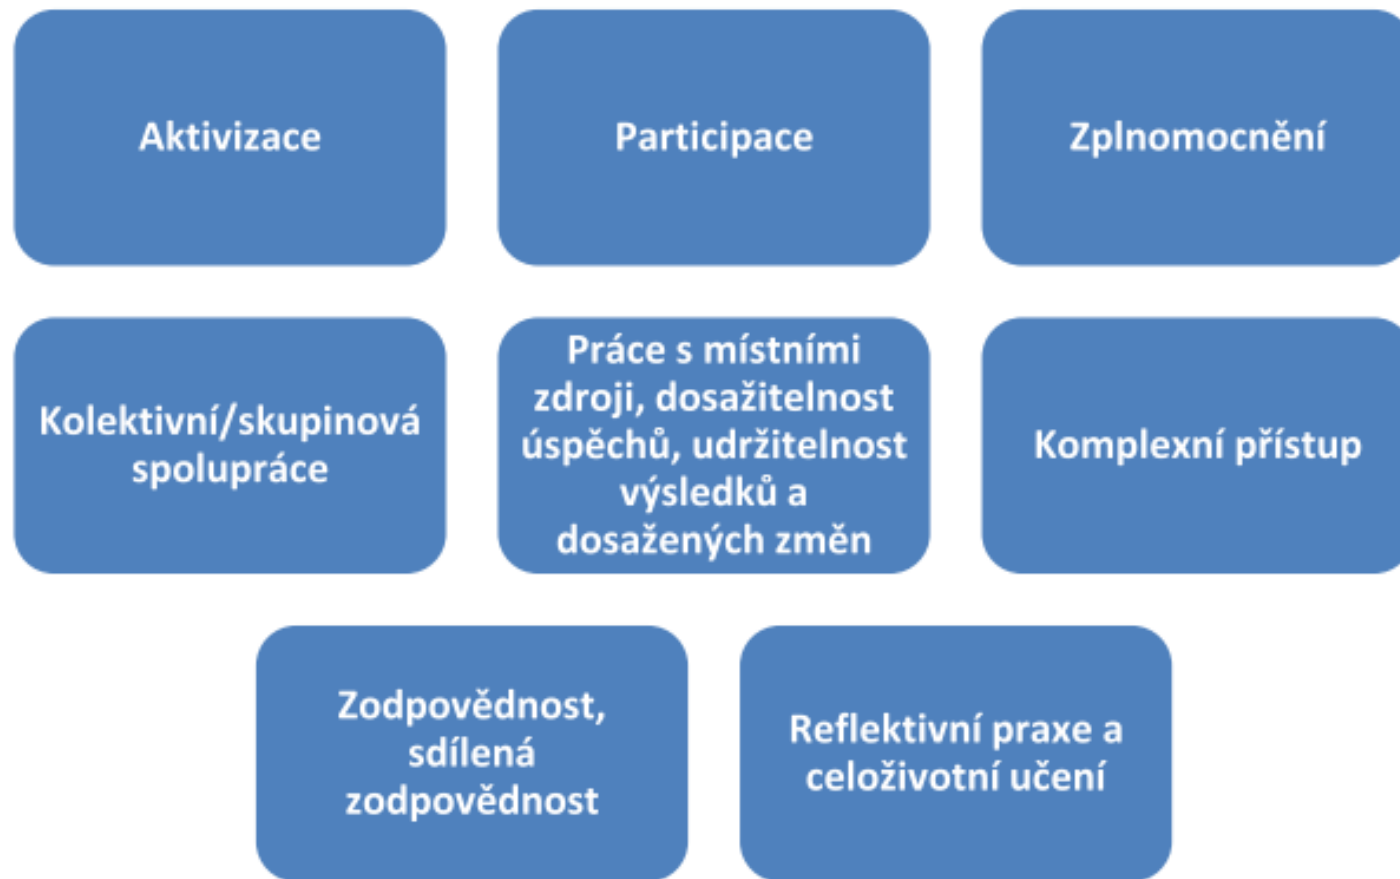 Aktivizace
Participace
Zplnomocnění
Kolektivní/skupinová
spolupráce
Práce s místními
zdroji, dosažitelnost
úspěchů, udržitelnost
výsledků a
dosažených změn
Komplexní přístup
Zodpovědnost,
sdílená
zodpovědnost
Reflektivní praxe a
celoživotní učení